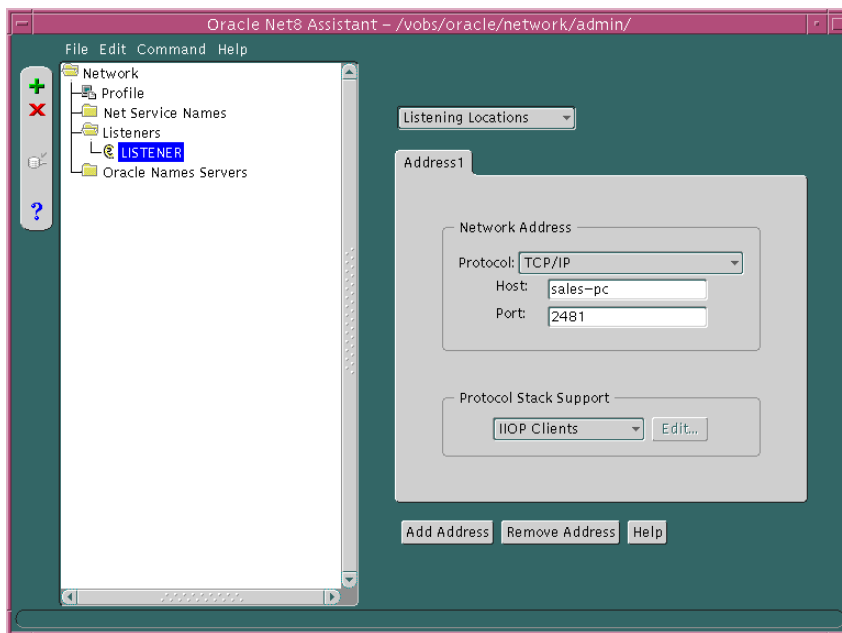 Oracle Net8 Assistant – /vobs/oracle/network/admin/
File Edit Command Help
Network
Profile
Net Service Names
Listeners
LISTENER
Oracle Names Servers
?
Listening Locations
Address1
Network Address
Protocol: TCP/IP
Host: sales-pc
Port: 2481
Protocol Stack Support
IIOP Clients Edit...
Add Address Remove Address Help